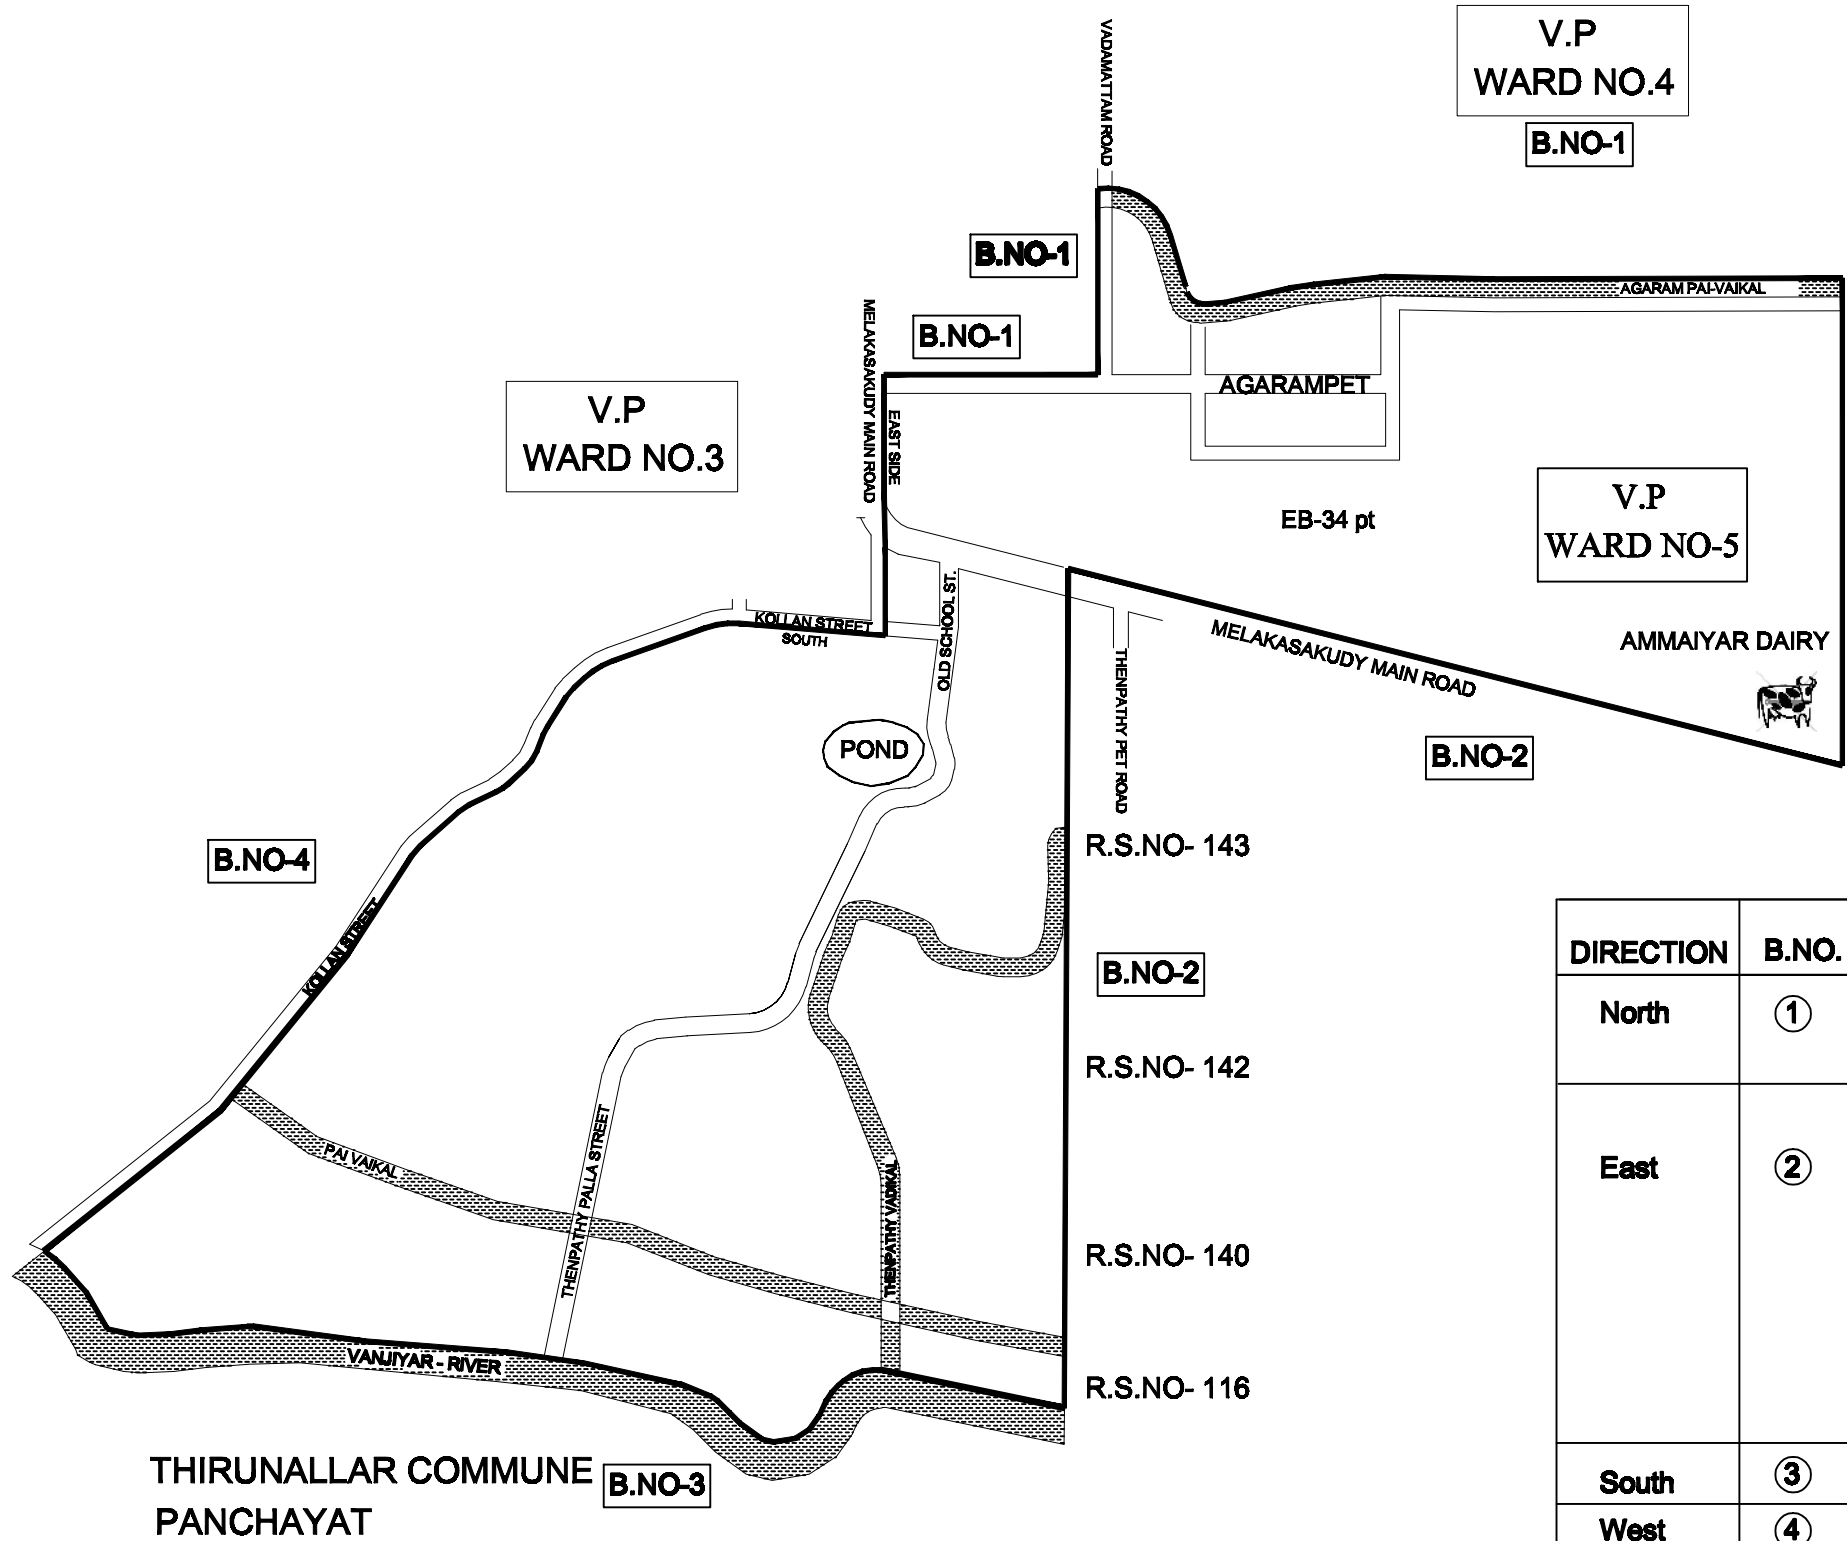 V.P
WARD NO.4
B.NO-1
VADAMATTAM ROAD
B.NO-1
AGARAM PAI-VAIKAL
MELAKASAKUDY MAIN ROAD
B.NO-1
EAST SIDE
AGARAMPET
V.P
WARD NO.3
V.P
WARD NO-5
EB-34 pt
KOLLAN STREET
SOUTH
OLD SCHOOL ST.
THENPATHY PET ROAD
MELAKASAKUDY MAIN ROAD
AMMAIYAR DAIRY
POND
B.NO-2
B.NO-4
R.S.NO- 143
KOLLAN STREET
B.NO-2
R.S.NO- 142
PAI VAIKAL
THENPATHY PALLA STREET
THENPATHY VADIKAL
R.S.NO- 140
VANJIYAR - RIVER
R.S.NO- 116
THIRUNALLAR COMMUNE
PANCHAYAT
B.NO-3
DIRECTION B.NO.
North 1
East 2
South 3
West 4